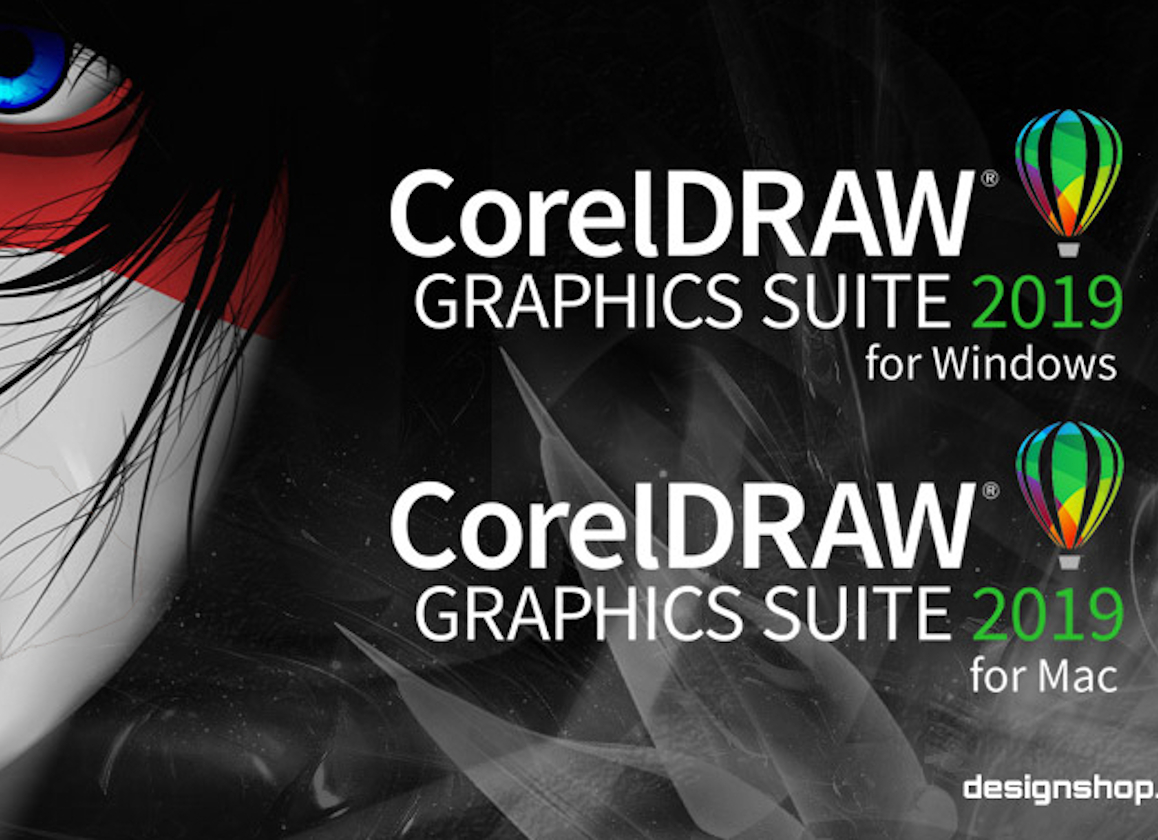 CorelDRAW®
GRAPHICS SUITE 2019
for Windows
CorelDRAW®
GRAPHICS SUITE 2019
for Mac
designshop.